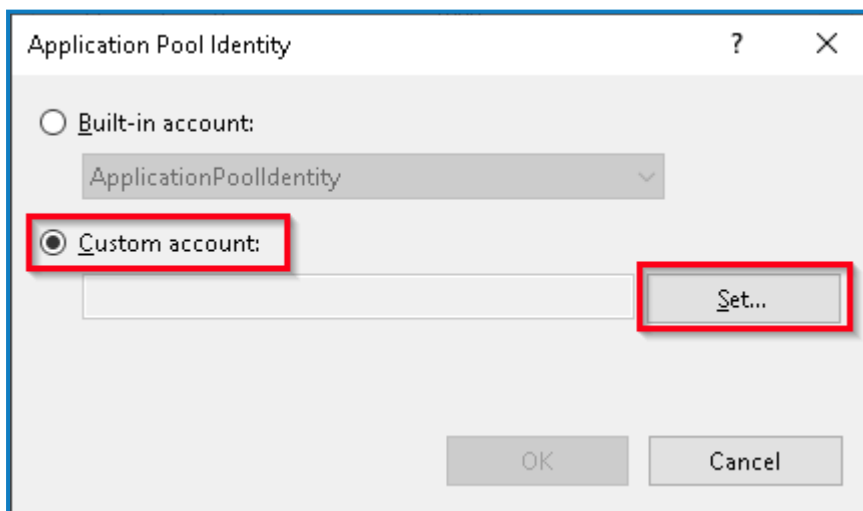 Application Pool Identity
Built-in account:
ApplicationPoolIdentity
Custom account:
Set...
OK
Cancel